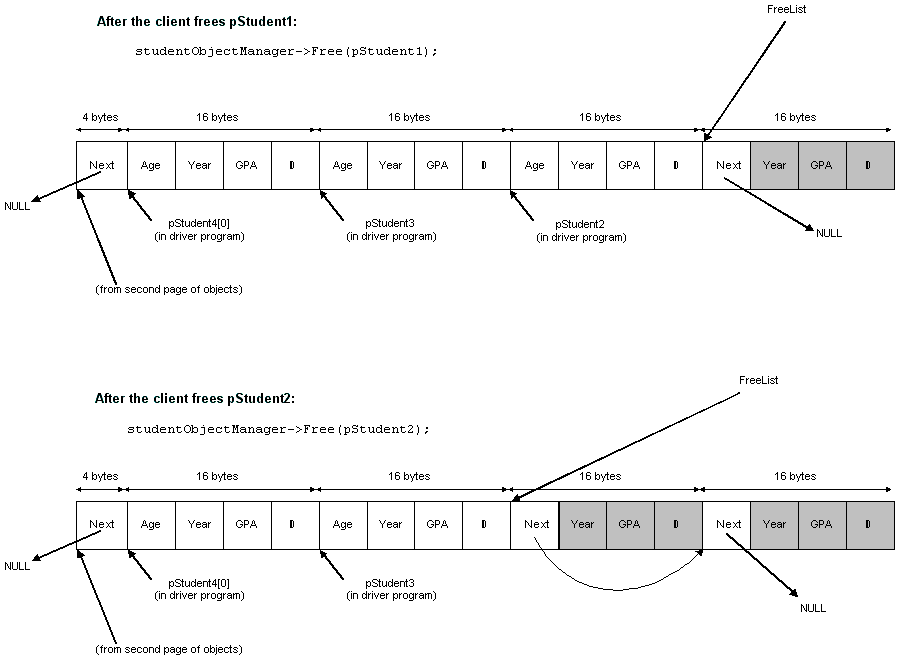 After the client frees pStudent1:
FreeList
studentObjectManager->Free(pStudent1);
4 bytes 16 bytes 16 bytes 16 bytes 16 bytes
Next Age Year GPA ID Age Year GPA ID Age Year GPA ID Next Year GPA ID
NULL
pStudent4[0]
(in driver program)
pStudent3
(in driver program)
pStudent2
(in driver program)
NULL
(from second page of objects)
After the client frees pStudent2:
FreeList
studentObjectManager->Free(pStudent2);
4 bytes 16 bytes 16 bytes 16 bytes 16 bytes
Next Age Year GPA ID Age Year GPA ID Next Year GPA ID Next Year GPA ID
NULL
pStudent4[0]
(in driver program)
pStudent3
(in driver program)
NULL
(from second page of objects)